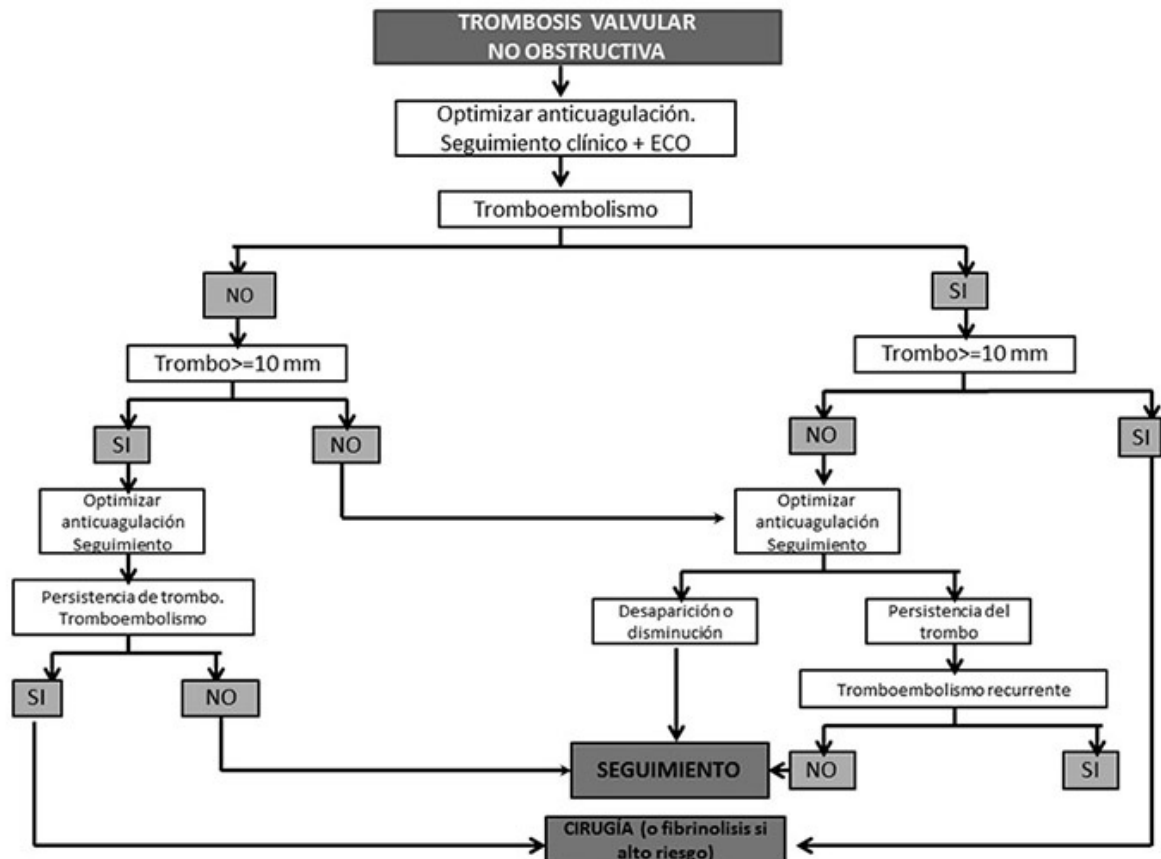 TROMBOSIS VALVULAR
NO OBSTRUCTIVA
Optimizar anticuagulación.
Seguimiento clínico + ECO
Tromboembolismo
NO
SI
Trombo>=10 mm
Trombo>=10 mm
SI
NO
NO
SI
Optimizar
anticuagulación
Seguimiento
Optimizar
anticuagulación
Seguimiento
Persistencia de trombo.
Tromboembolismo
Desaparición o
disminución
Persistencia del
trombo
SI
NO
Tromboembolismo recurrente
SEGUIMIENTO
NO
SI
CIRUGÍA (o fibrinolisis si
alto riesgo)